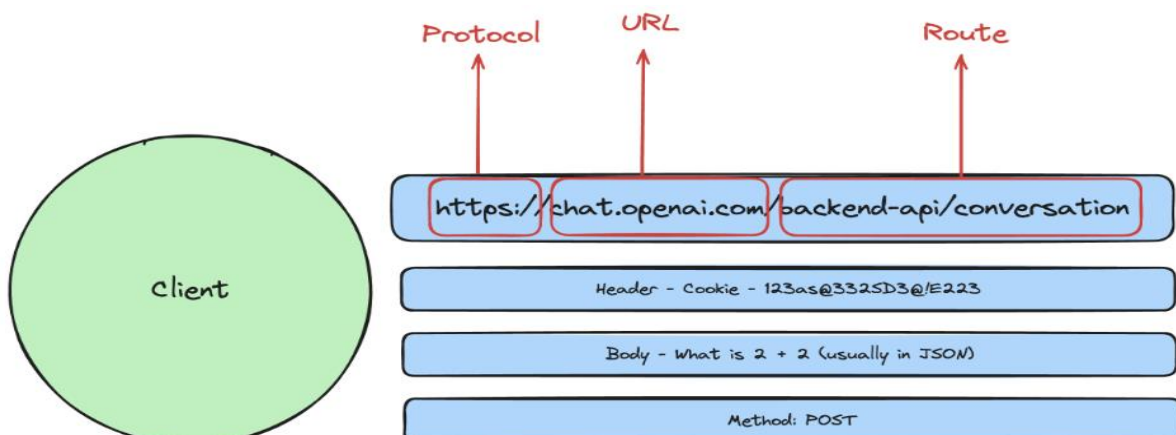 Protocol
URL
Route
https://chat.openai.com/backend-api/conversation
Client
Header - Cookie - 123as@3325D3@!E223
Body - What is 2 + 2 (usually in JSON)
Method: POST